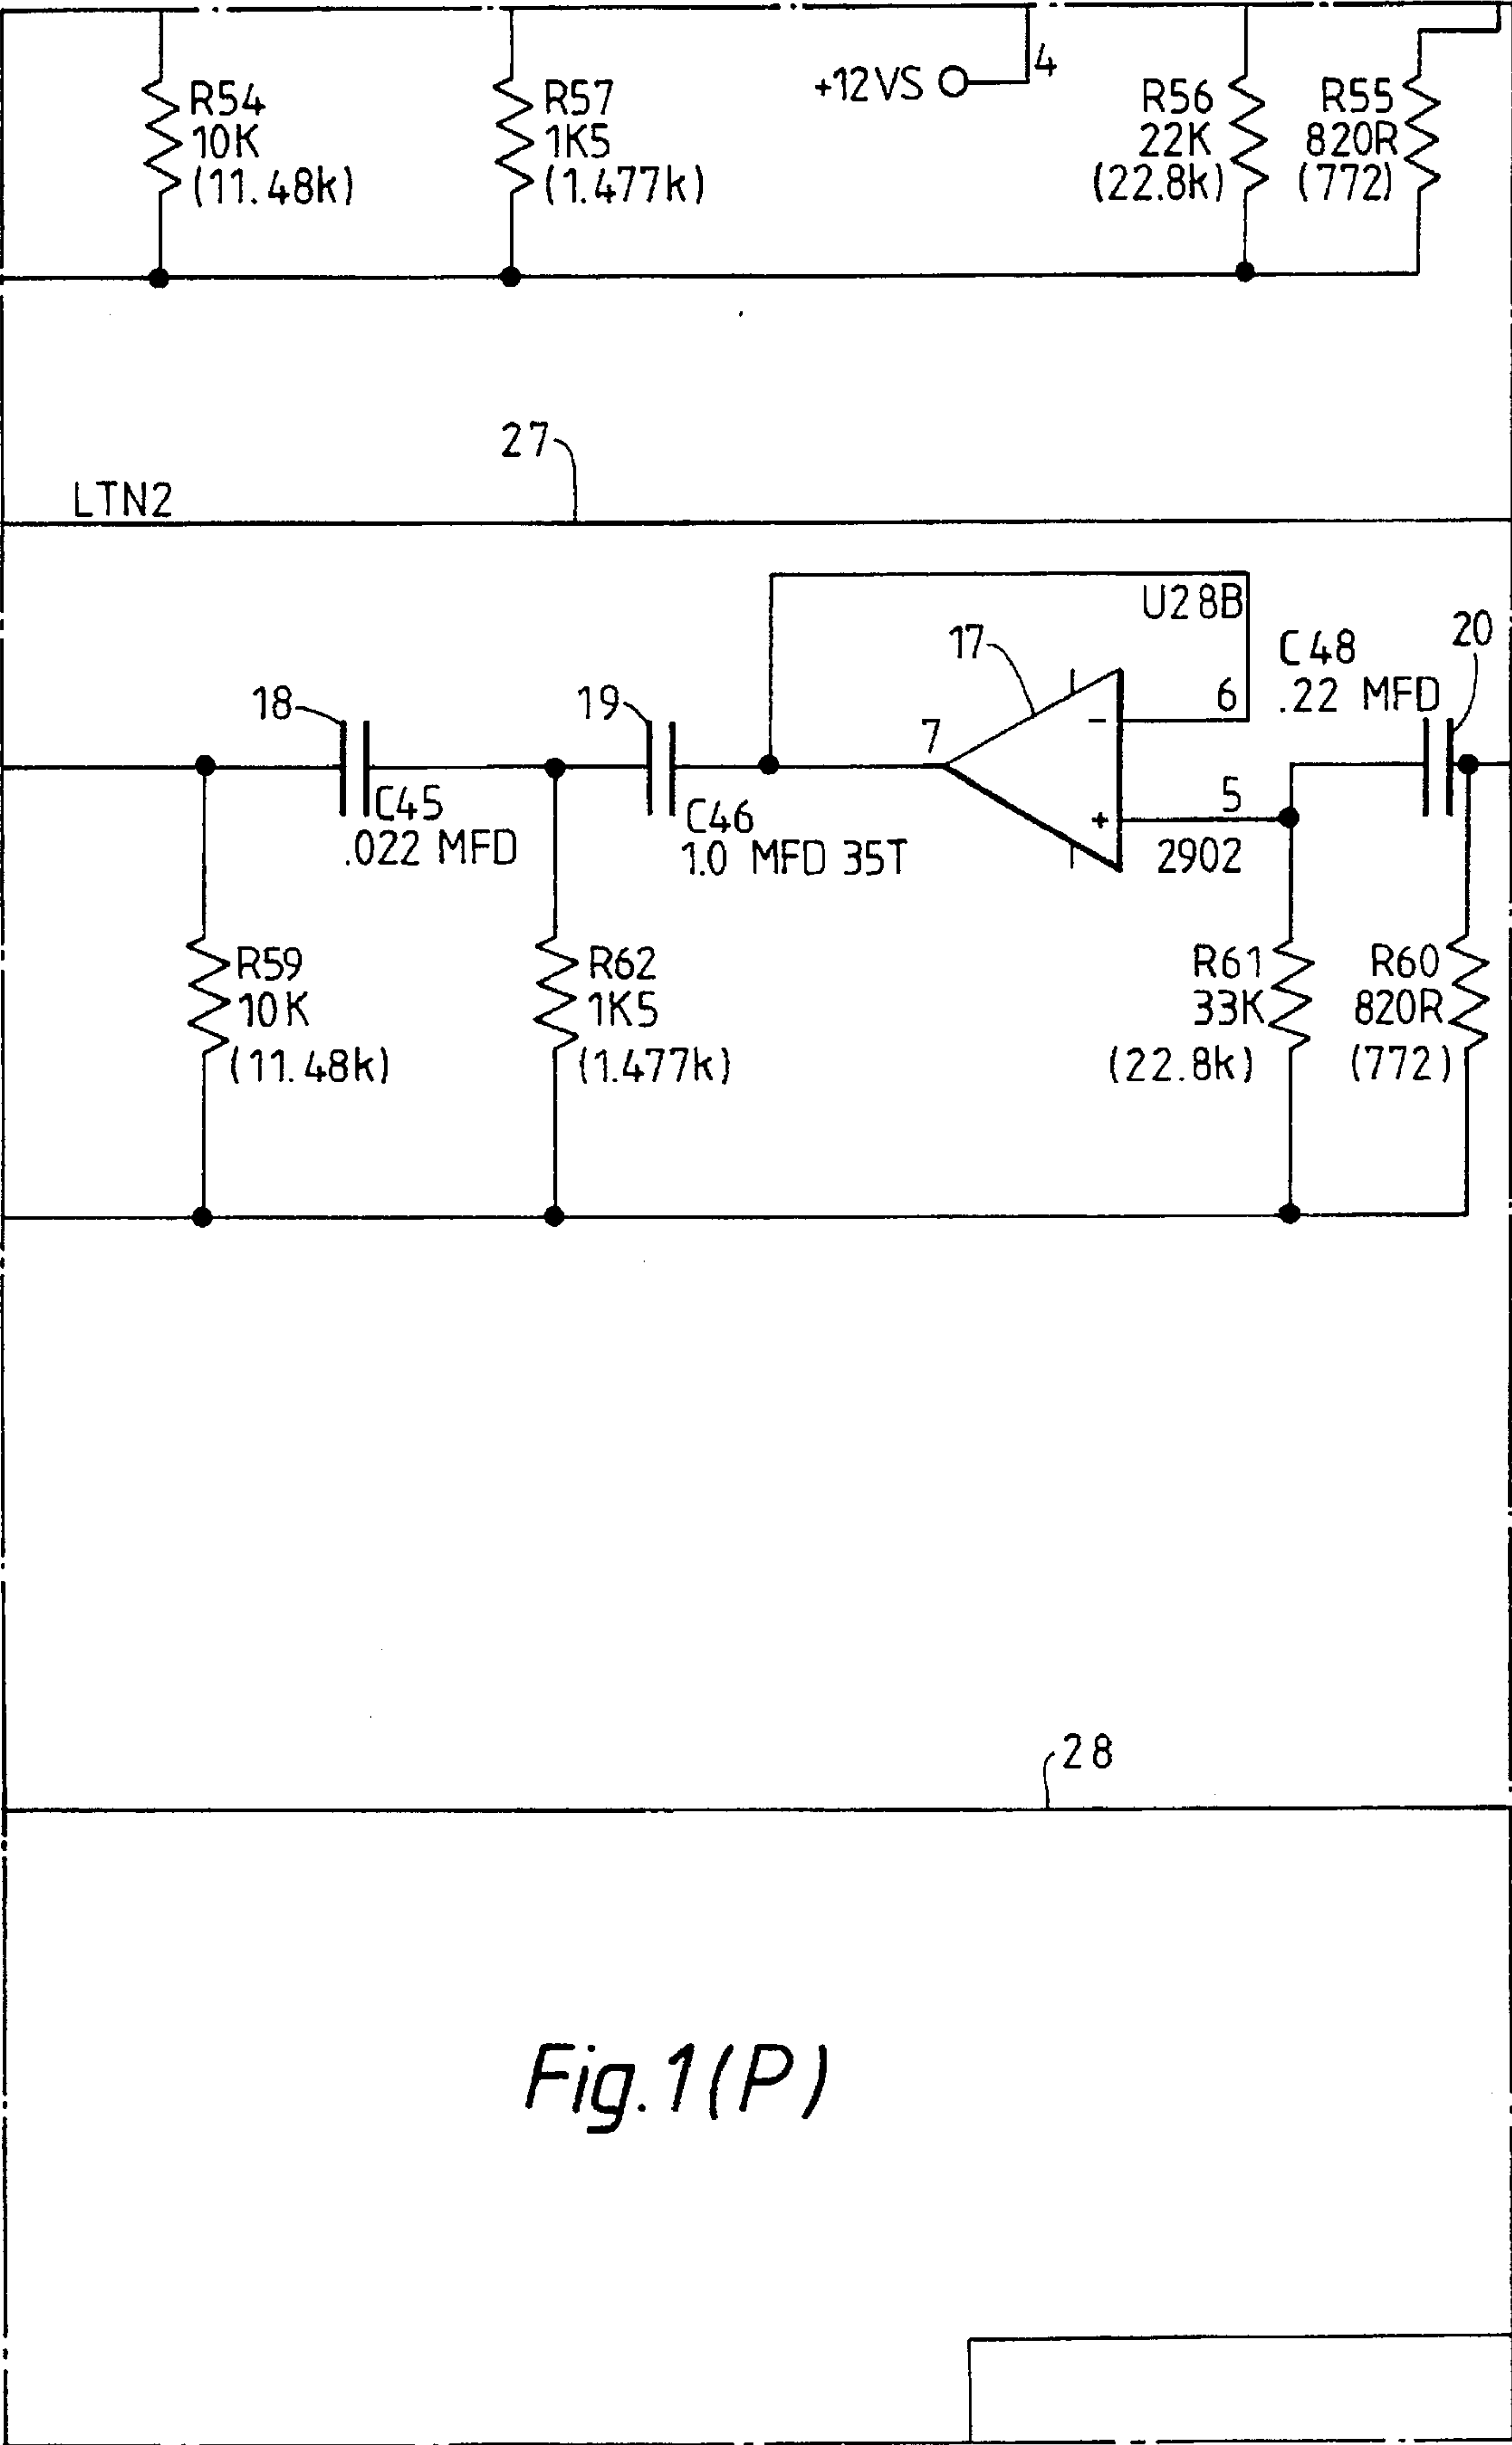 R54
10K
(11.48k)
R57
1K5
(1.477k)
+12VS
4
R56
22K
(22.8k)
R55
820R
(772)
27
LTN2
U28B
17
6
C48
.22 MFD
20
18
19
7
-
5
+
2902
C45
.022 MFD
C46
1.0 MFD 35T
R59
10K
(11.48k)
R62
1K5
(1.477k)
R61
33K
(22.8k)
R60
820R
(772)
28
Fig.1(P)